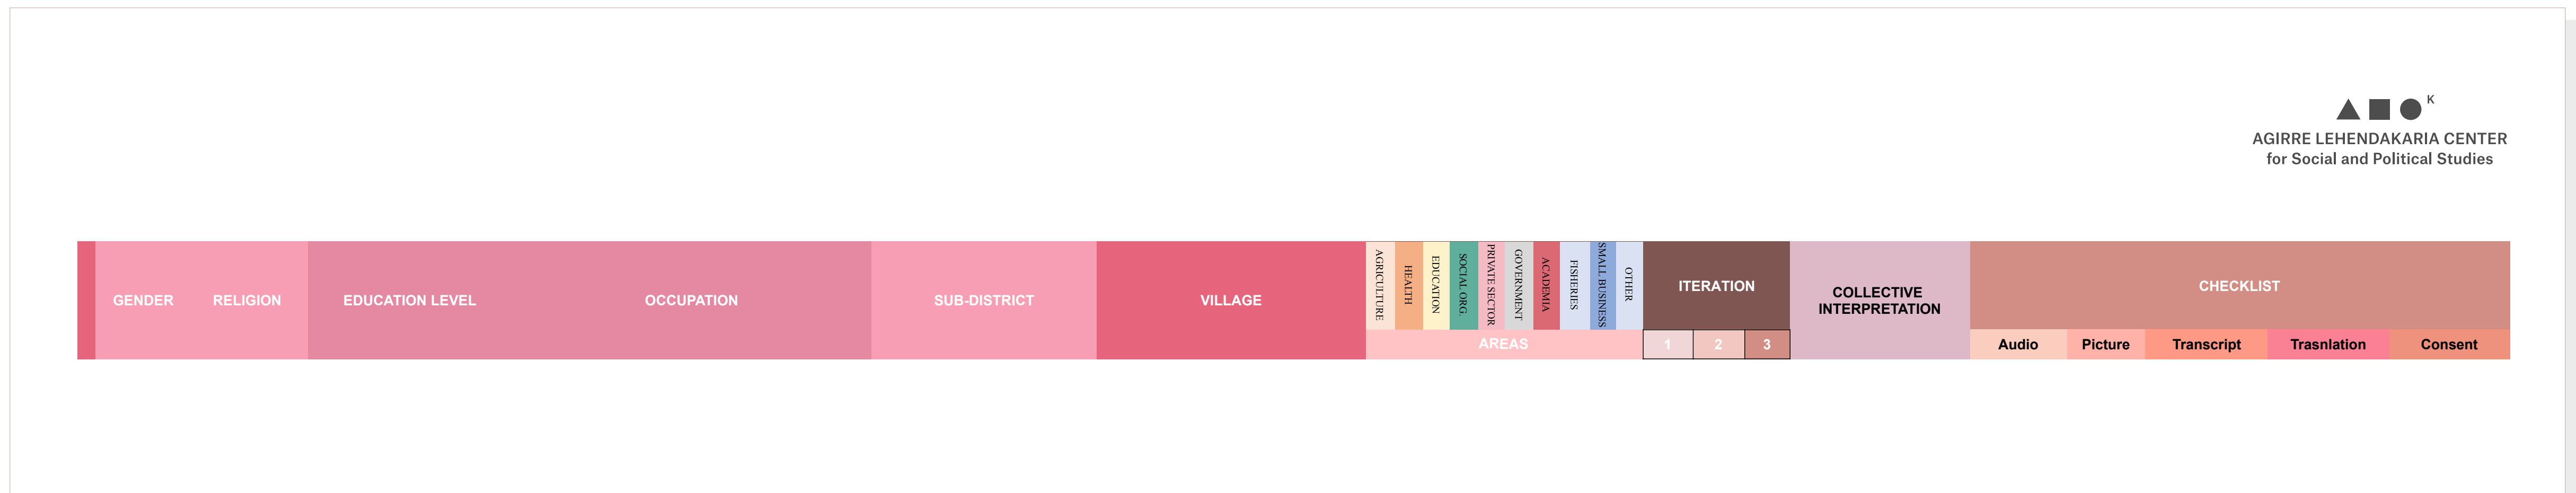 K
AGIRRE LEHENDAKARIA CENTER
for Social and Political Studies
GENDER
RELIGION
EDUCATION LEVEL
OCCUPATION
SUB-DISTRICT
VILLAGE
AGRICULTURE
HEALTH
EDUCATION
SOCIAL ORG.
PRIVATE SECTOR
GOVERNMENT
ACADEMIA
FISHERIES
SMALL BUSINESS
OTHER
AREAS
ITERATION
1
2
3
COLLECTIVE
INTERPRETATION
CHECKLIST
Audio
Picture
Transcript
Trasnlation
Consent